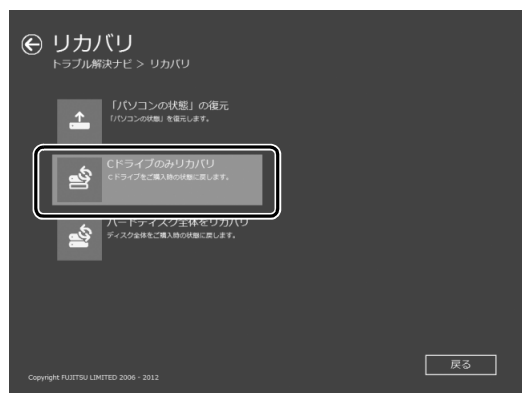 リカバリ
トラブル解決ナビ > リカバリ
「パソコンの状態」の復元
「パソコンの状態」を復元します。
Cドライブのみリカバリ
Cドライブをご購入時の状態に戻します。
ハードディスク全体をリカバリ
ディスク全体をご購入時の状態に戻します。
戻る
Copyright FUJITSU LIMITED 2006 - 2012